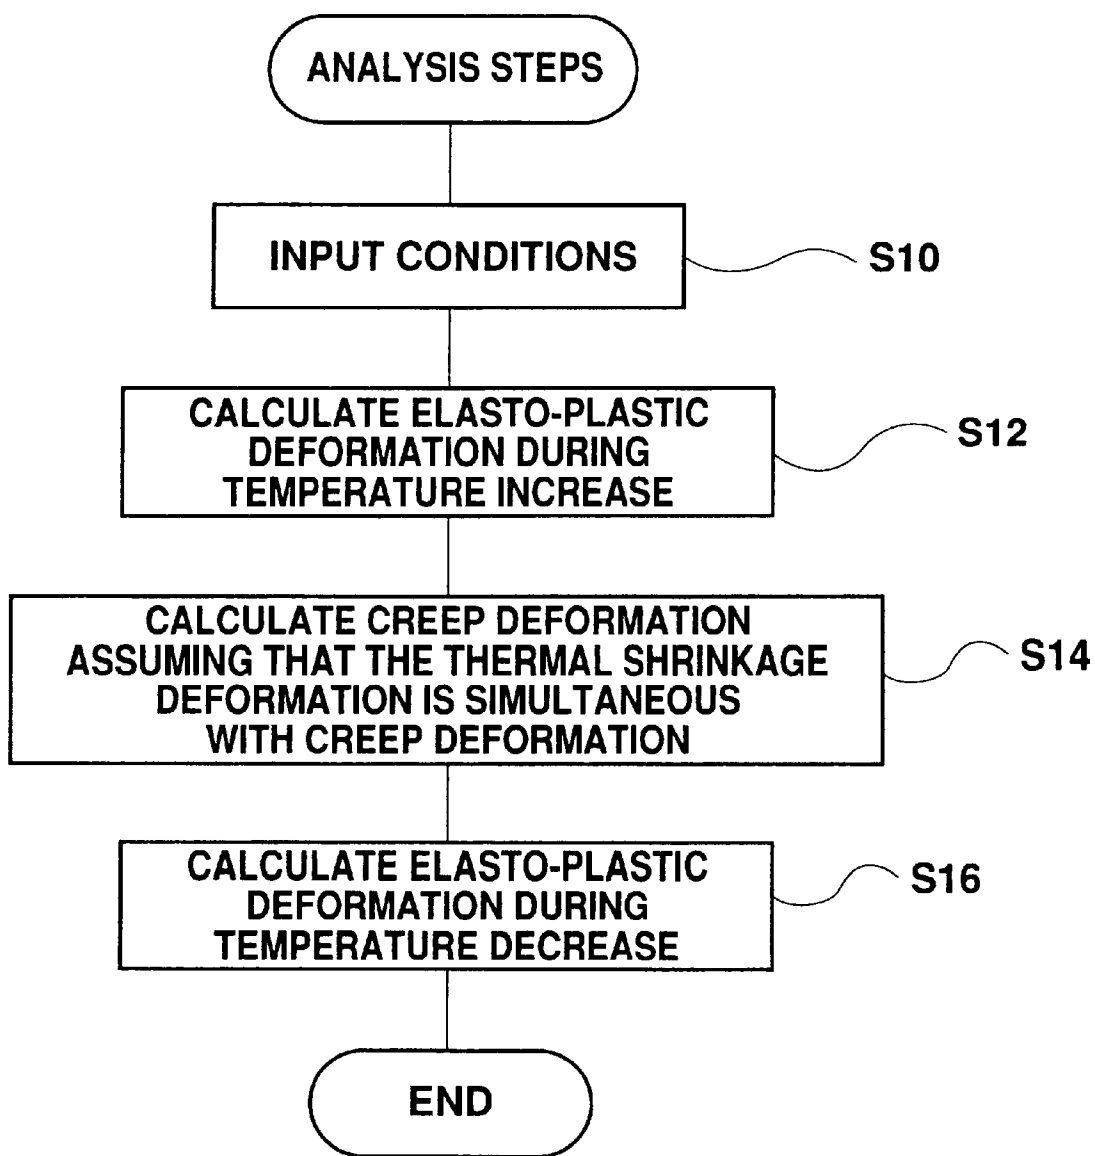 ANALYSIS STEPS
INPUT CONDITIONS
S10
CALCULATE ELASTO-PLASTIC
DEFORMATION DURING
TEMPERATURE INCREASE
S12
CALCULATE CREEP DEFORMATION
ASSUMING THAT THE THERMAL SHRINKAGE
DEFORMATION IS SIMULTANEOUS
WITH CREEP DEFORMATION
S14
CALCULATE ELASTO-PLASTIC
DEFORMATION DURING
TEMPERATURE DECREASE
S16
END